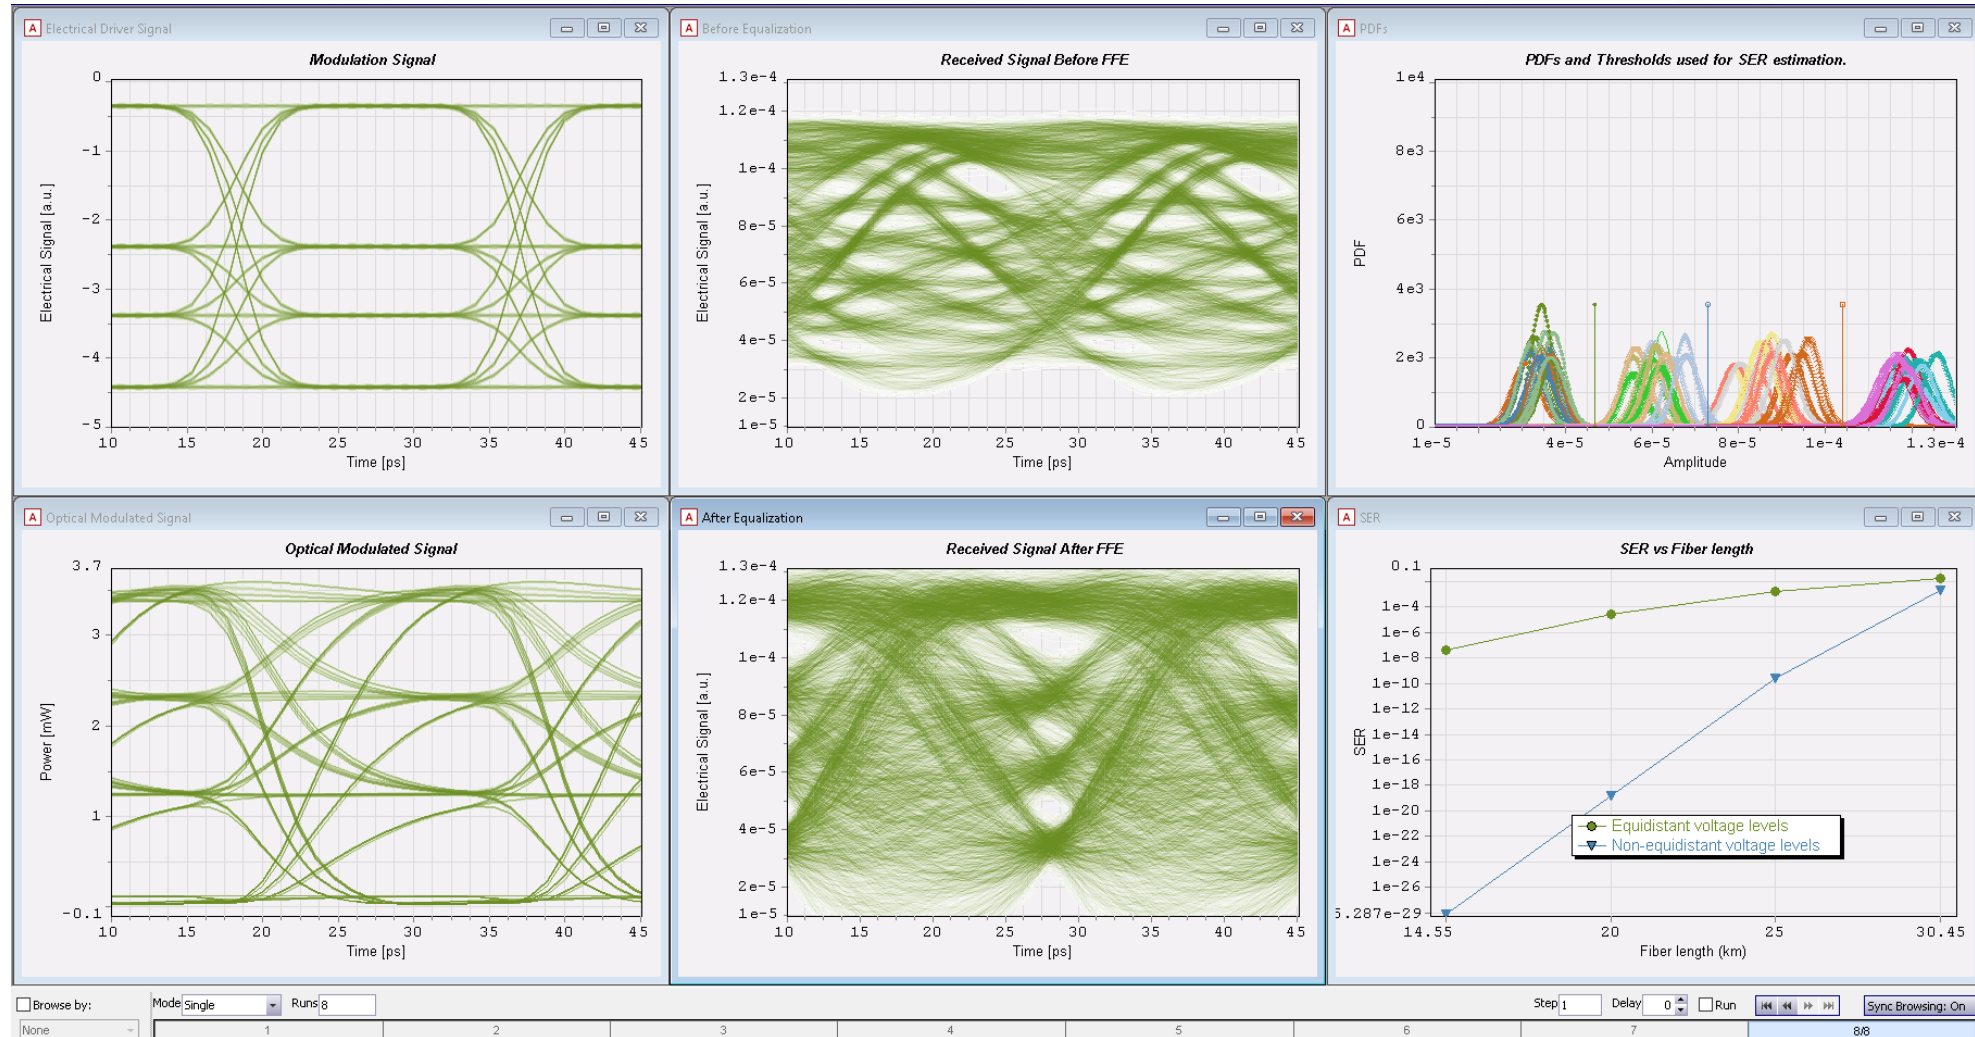 A Electrical Driver Signal
Modulation Signal
0
-1
-2
-3
-4
-5
Electrical Signal [a.u.]
10 15 20 25 30 35 40 45
Time [ps]
A Before Equalization
Received Signal Before FFE
1.3e-4
1.2e-4
1e-4
8e-5
6e-5
4e-5
2e-5
1e-5
Electrical Signal [a.u.]
10 20 30 40 45
Time [ps]
A PDFs
PDFs and Thresholds used for SER estimation.
1e4
8e3
6e3
4e3
2e3
0
PDF
1e-5 4e-5 6e-5 8e-5 1e-4 1.3e-4
Amplitude
A Optical Modulated Signal
Optical Modulated Signal
3.7
3
2
1
-0.1
Power [mW]
10 15 20 25 30 35 40 45
Time [ps]
A After Equalization
Received Signal After FFE
1.3e-4
1.2e-4
1e-4
8e-5
6e-5
4e-5
2e-5
1e-5
Electrical Signal [a.u.]
10 15 20 25 30 35 40 45
Time [ps]
A SER
SER vs Fiber length
0.1
1e-4
1e-6
1e-8
1e-10
1e-12
1e-14
1e-16
1e-18
1e-20
1e-22
1e-24
1e-26
5.287e-29
SER
Equidistant voltage levels
Non-equidistant voltage levels
14.55 20 25 30.45
Fiber length (km)
Browse by: Mode Single Runs 8 Step 1 Delay 0 Run Sync Browsing: On
None 1 2 3 4 5 6 7 8/8